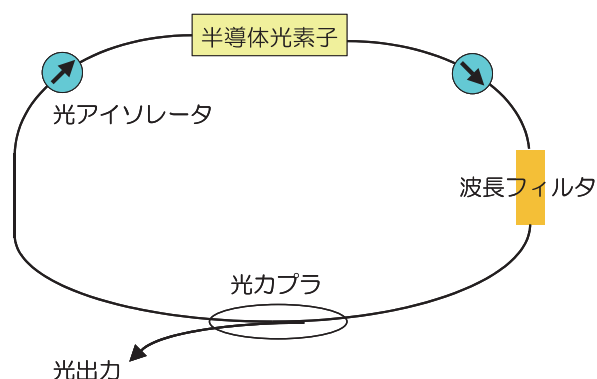 半導体光素子
光アイソレータ
波長フィルタ
光カプラ
光出力